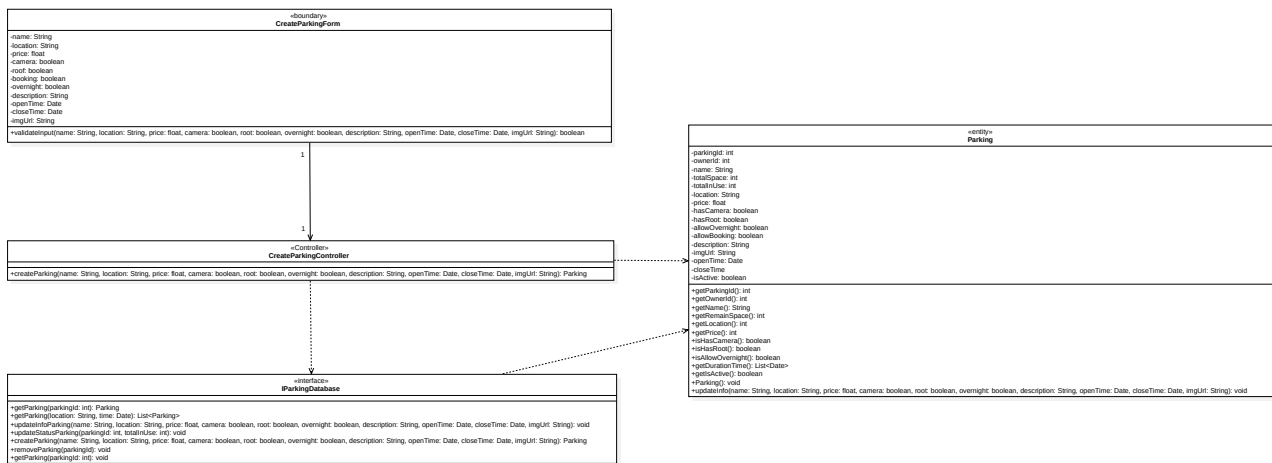 «boundary»
CreateParkingForm
-name: String
-location: String
-price: float
-camera: boolean
-roof: boolean
-booking: boolean
-overnight: boolean
-description: String
-openTime: Date
-closeTime: Date
-imgUrl: String
+validateInput(name: String, location: String, price: float, camera: boolean, root: boolean, overnight: boolean, description: String, openTime: Date, closeTime: Date, imgUrl: String): boolean
1
1
«Controller»
CreateParkingController
+createParking(name: String, location: String, price: float, camera: boolean, root: boolean, overnight: boolean, description: String, openTime: Date, closeTime: Date, imgUrl: String): Parking
«interface»
IParkingDatabase
+getParking(parkingId: int): Parking
+getParking(location: String, time: Date): List<Parking>
+updateInfoParking(name: String, location: String, price: float, camera: boolean, root: boolean, overnight: boolean, description: String, openTime: Date, closeTime: Date, imgUrl: String): void
+updateStatusParking(parkingId: int, totalInUse: int): void
+createParking(name: String, location: String, price: float, camera: boolean, root: boolean, overnight: boolean, description: String, openTime: Date, closeTime: Date, imgUrl: String): Parking
+removeParking(parkingId): void
+getParking(parkingId: int): void
«entity»
Parking
-parkingId: int
-ownerId: int
-name: String
-totalSpace: int
-totalInUse: int
-location: String
-price: float
-hasCamera: boolean
-hasRoot: boolean
-allowOvernight: boolean
-allowBooking: boolean
-description: String
-imgUrl: String
-openTime: Date
-closeTime
-isActive: boolean
+getParkingId(): int
+getOwnerId(): int
+getName(): String
+getRemainSpace(): int
+getLocation(): int
+getPrice(): int
+isHasCamera(): boolean
+isHasRoot(): boolean
+isAllowOvernight(): boolean
+getDurationTime(): List<Date>
+getIsActive(): boolean
+Parking(): void
+updateInfo(name: String, location: String, price: float, camera: boolean, root: boolean, overnight: boolean, description: String, openTime: Date, closeTime: Date, imgUrl: String): void